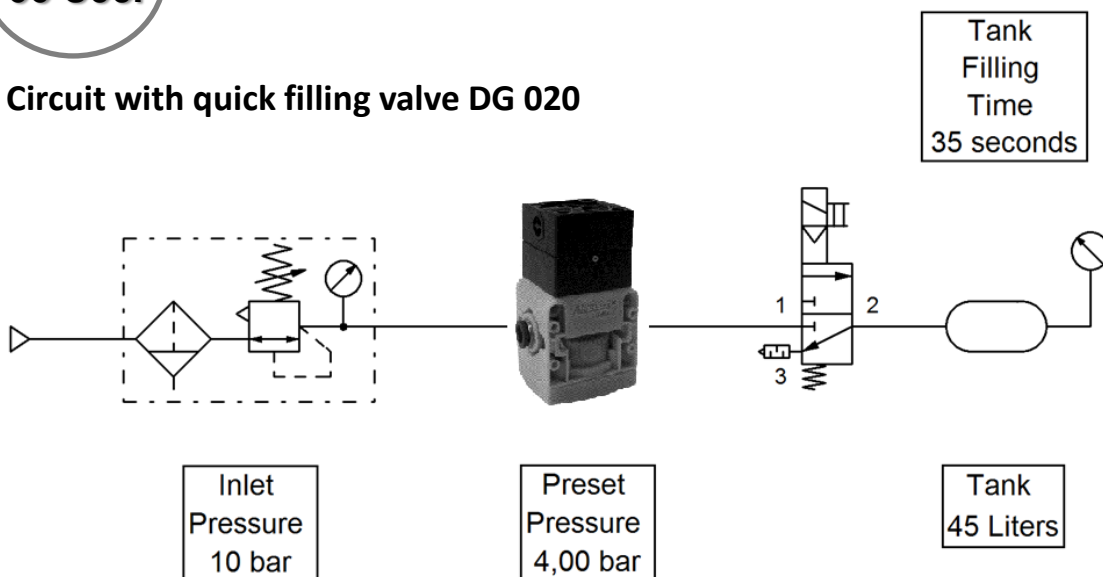 Circuit with quick filling valve DG 020
Tank
Filling
Time
35 seconds
1
2
3
Inlet
Pressure
10 bar
Preset
Pressure
4,00 bar
Tank
45 Liters